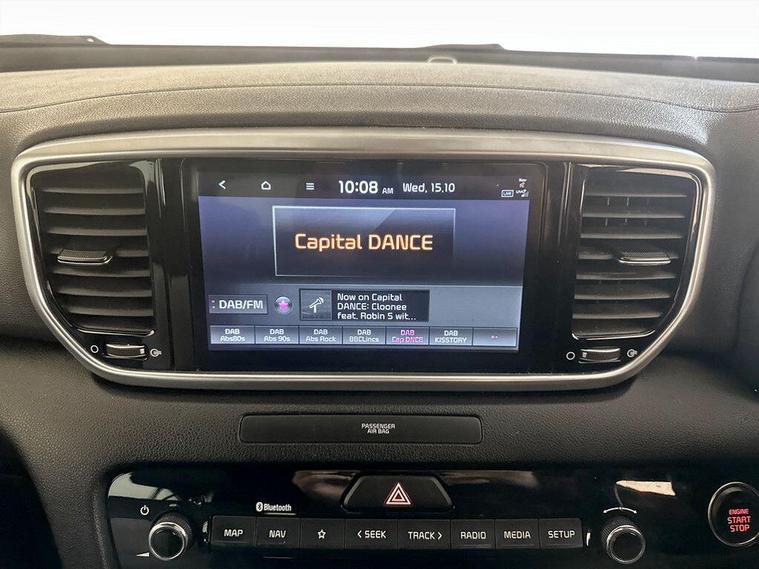 10:08 AM Wed, 15.10
LIVE
Capital DANCE
DAB/FM
Now on Capital
DANCE: Cloonee
feat. Robin S wit...
DAB DAB DAB DAB DAB DAB
Abs80s Abs 90s Abs Rock BBCLincs Cap DNCE KISSTORY
PASSENGER
AIR BAG
Bluetooth
MAP NAV < SEEK TRACK > RADIO MEDIA SETUP
ENGINE
START
STOP